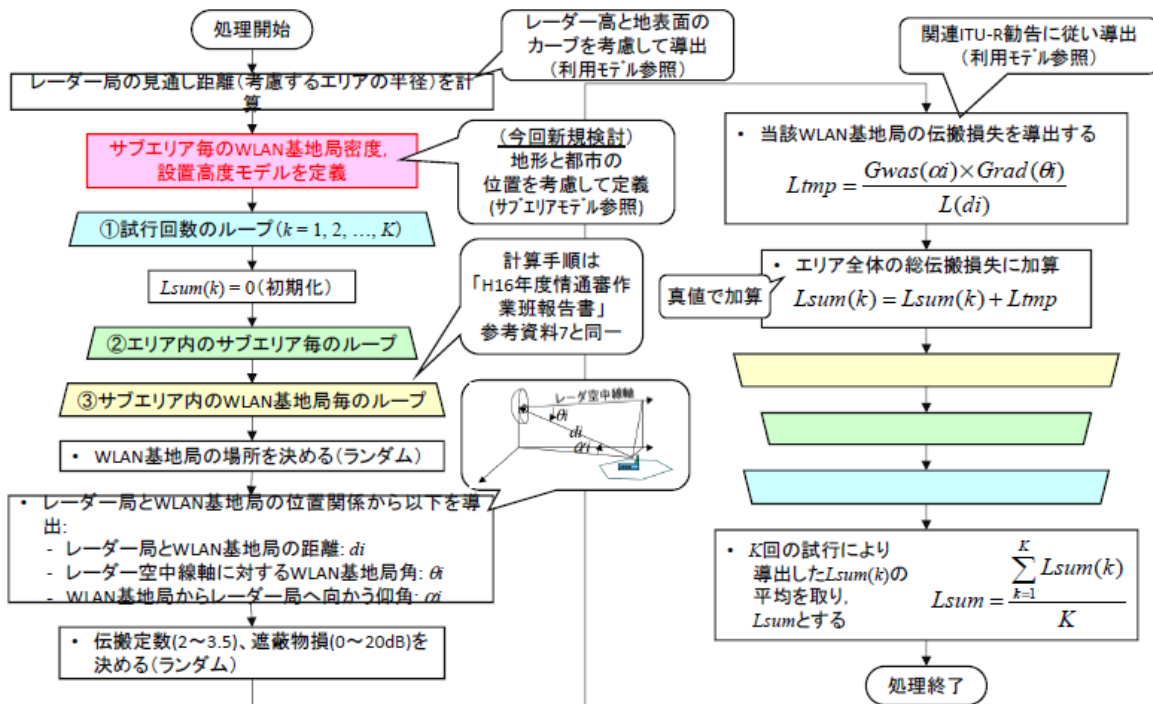 処理開始
レーダー高と地表面の
カーブを考慮して導出
(利用モデル参照)
レーダー局の見通し距離(考慮するエリアの半径)を計
算
サブエリア毎のWLAN基地局密度,
設置高度モデルを定義
(今回新規検討)
地形と都市の
位置を考慮して定義
(サブエリアモデル参照)
①試行回数のループ(k = 1, 2, …, K)
Lsum(k) = 0(初期化)
計算手順は
「H16年度情通審作
業班報告書」
参考資料7と同一
②エリア内のサブエリア毎のループ
③サブエリア内のWLAN基地局毎のループ
レーダ空中線軸
θi
di
αi
• WLAN基地局の場所を決める(ランダム)
• レーダー局とWLAN基地局の位置関係から以下を導
出:
- レーダー局とWLAN基地局の距離: di
- レーダー空中線軸に対するWLAN基地局角: θi
- WLAN基地局からレーダー局へ向かう仰角: αi
• 伝搬定数(2～3.5)、遮蔽物損(0～20dB)を
決める(ランダム)
関連ITU-R勧告に従い導出
(利用モデル参照)
• 当該WLAN基地局の伝搬損失を導出する
Ltmp = Gwas(αi)×Grad(θi) / L(di)
• エリア全体の総伝搬損失に加算
真値で加算
Lsum(k) = Lsum(k) + Ltmp
• K回の試行により
導出したLsum(k)の
平均を取り,
Lsumとする
Lsum = ∑_{k=1}^{K} Lsum(k) / K
処理終了